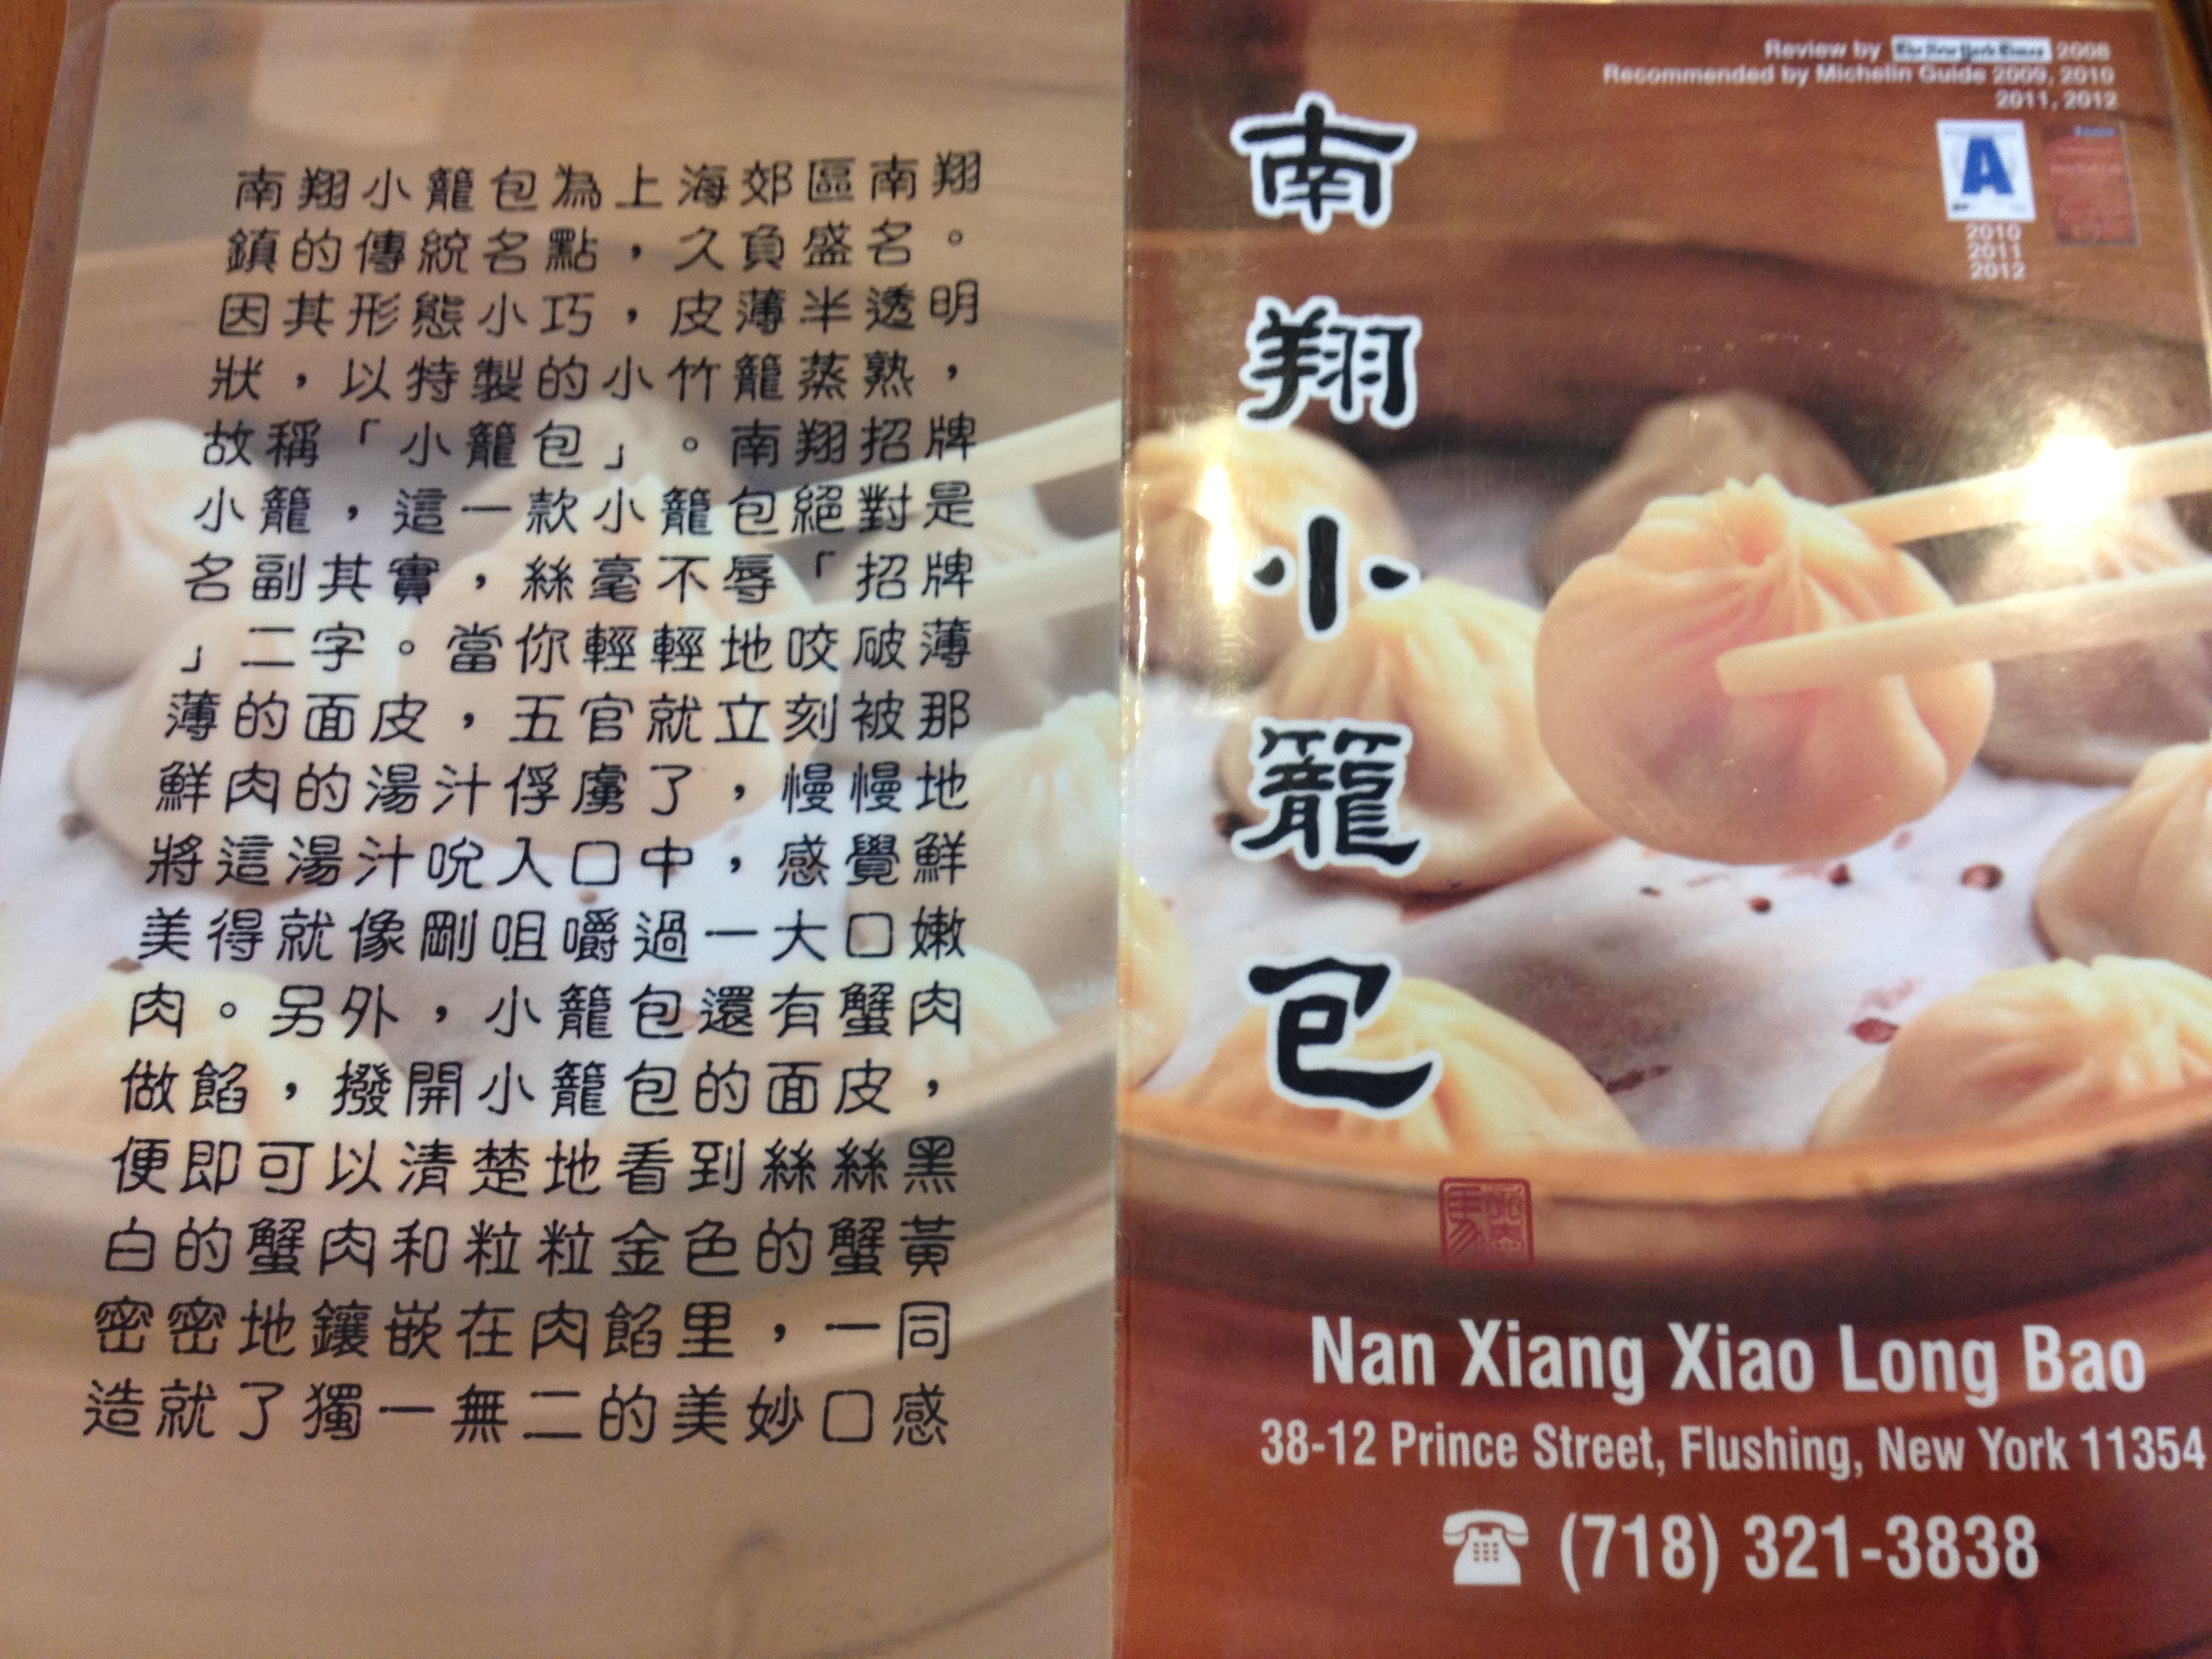 南翔小籠包為上海郊區南翔
鎮的傳統名點，久負盛名。
因其形態小巧，皮薄半透明
狀，以特製的小竹籠蒸熟，
故稱「小籠包」。南翔招牌
小籠，這一款小籠包絕對是
名副其實，絲毫不辱「招牌
」二字。當你輕輕地咬破薄
薄的面皮，五官就立刻被那
鮮肉的湯汁俘虜了，慢慢地
將這湯汁吮入口中，感覺鮮
美得就像剛咀嚼過一大口嫩
肉。另外，小籠包還有蟹肉
做餡，撥開小籠包的面皮，
便即可以清楚地看到絲絲黑
白的蟹肉和粒粒金色的蟹黃
密密地鑲嵌在肉餡里，一同
造就了獨一無二的美妙口感
Review by The New York Times 2008
Recommended by Michelin Guide 2009, 2010
2011, 2012
A
2010
2011
2012
南翔小籠包
Nan Xiang Xiao Long Bao
38-12 Prince Street, Flushing, New York 11354
(718) 321-3838